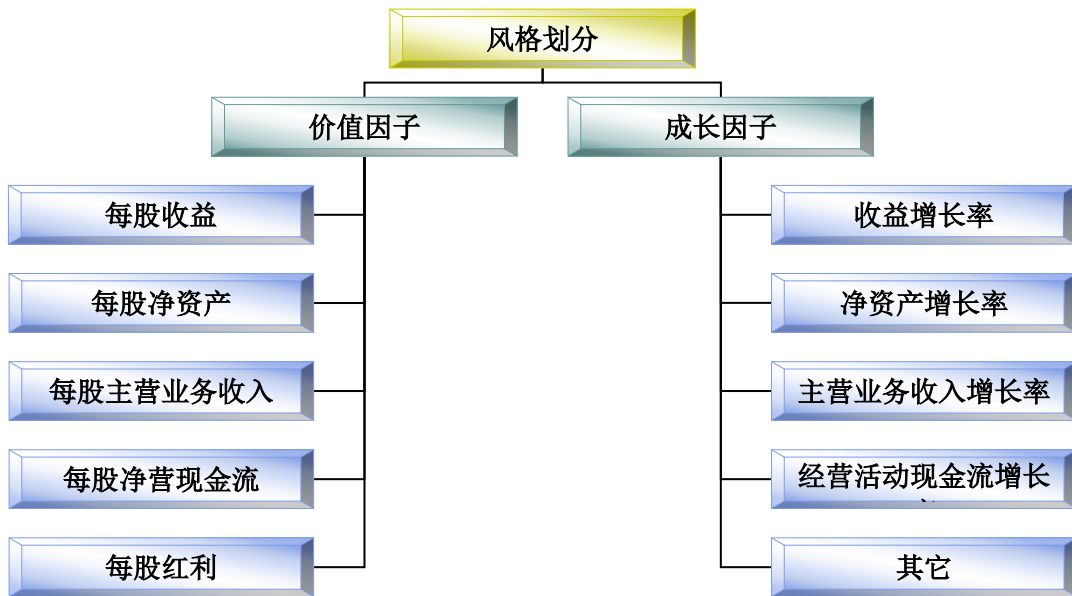 风格划分
价值因子
成长因子
每股收益
收益增长率
每股净资产
净资产增长率
每股主营业务收入
主营业务收入增长率
每股净营现金流
经营活动现金流增长
每股红利
其它